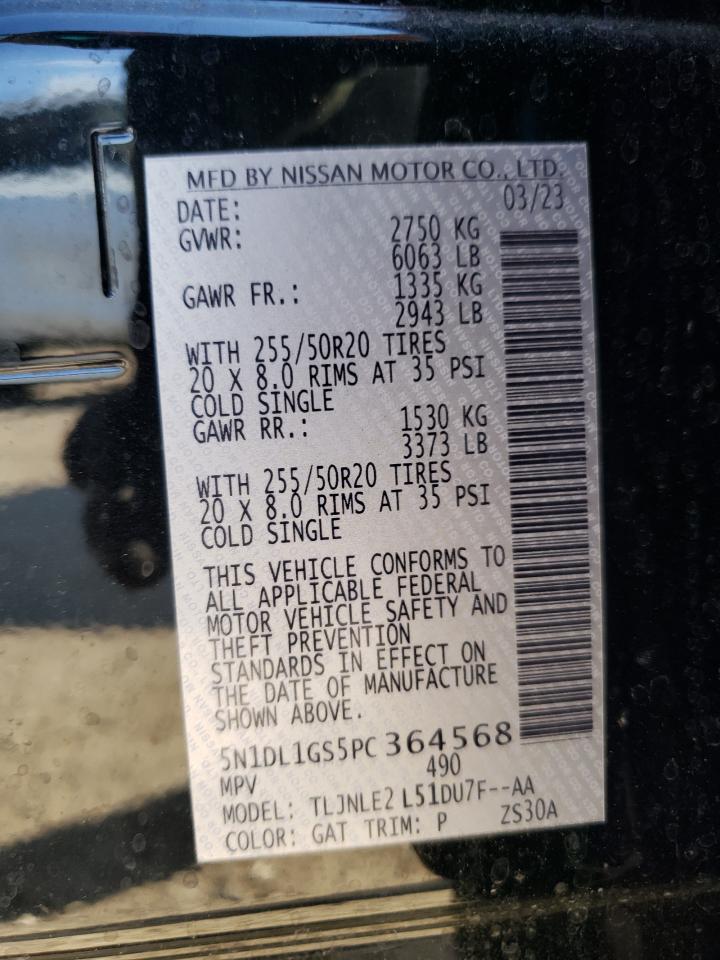 MFD BY NISSAN MOTOR CO., LTD.
DATE: 03/23
GVWR: 2750 KG
6063 LB
GAWR FR.: 1335 KG
2943 LB
WITH 255/50R20 TIRES
20 X 8.0 RIMS AT 35 PSI
COLD SINGLE
GAWR RR.: 1530 KG
3373 LB
WITH 255/50R20 TIRES
20 X 8.0 RIMS AT 35 PSI
COLD SINGLE
THIS VEHICLE CONFORMS TO
ALL APPLICABLE FEDERAL
MOTOR VEHICLE SAFETY AND
THEFT PREVENTION
STANDARDS IN EFFECT ON
THE DATE OF MANUFACTURE
SHOWN ABOVE.
5N1DL1GS5PC 364568
MPV 490
MODEL: TLJNLE2 L51DU7F--AA
COLOR: GAT TRIM: P ZS30A